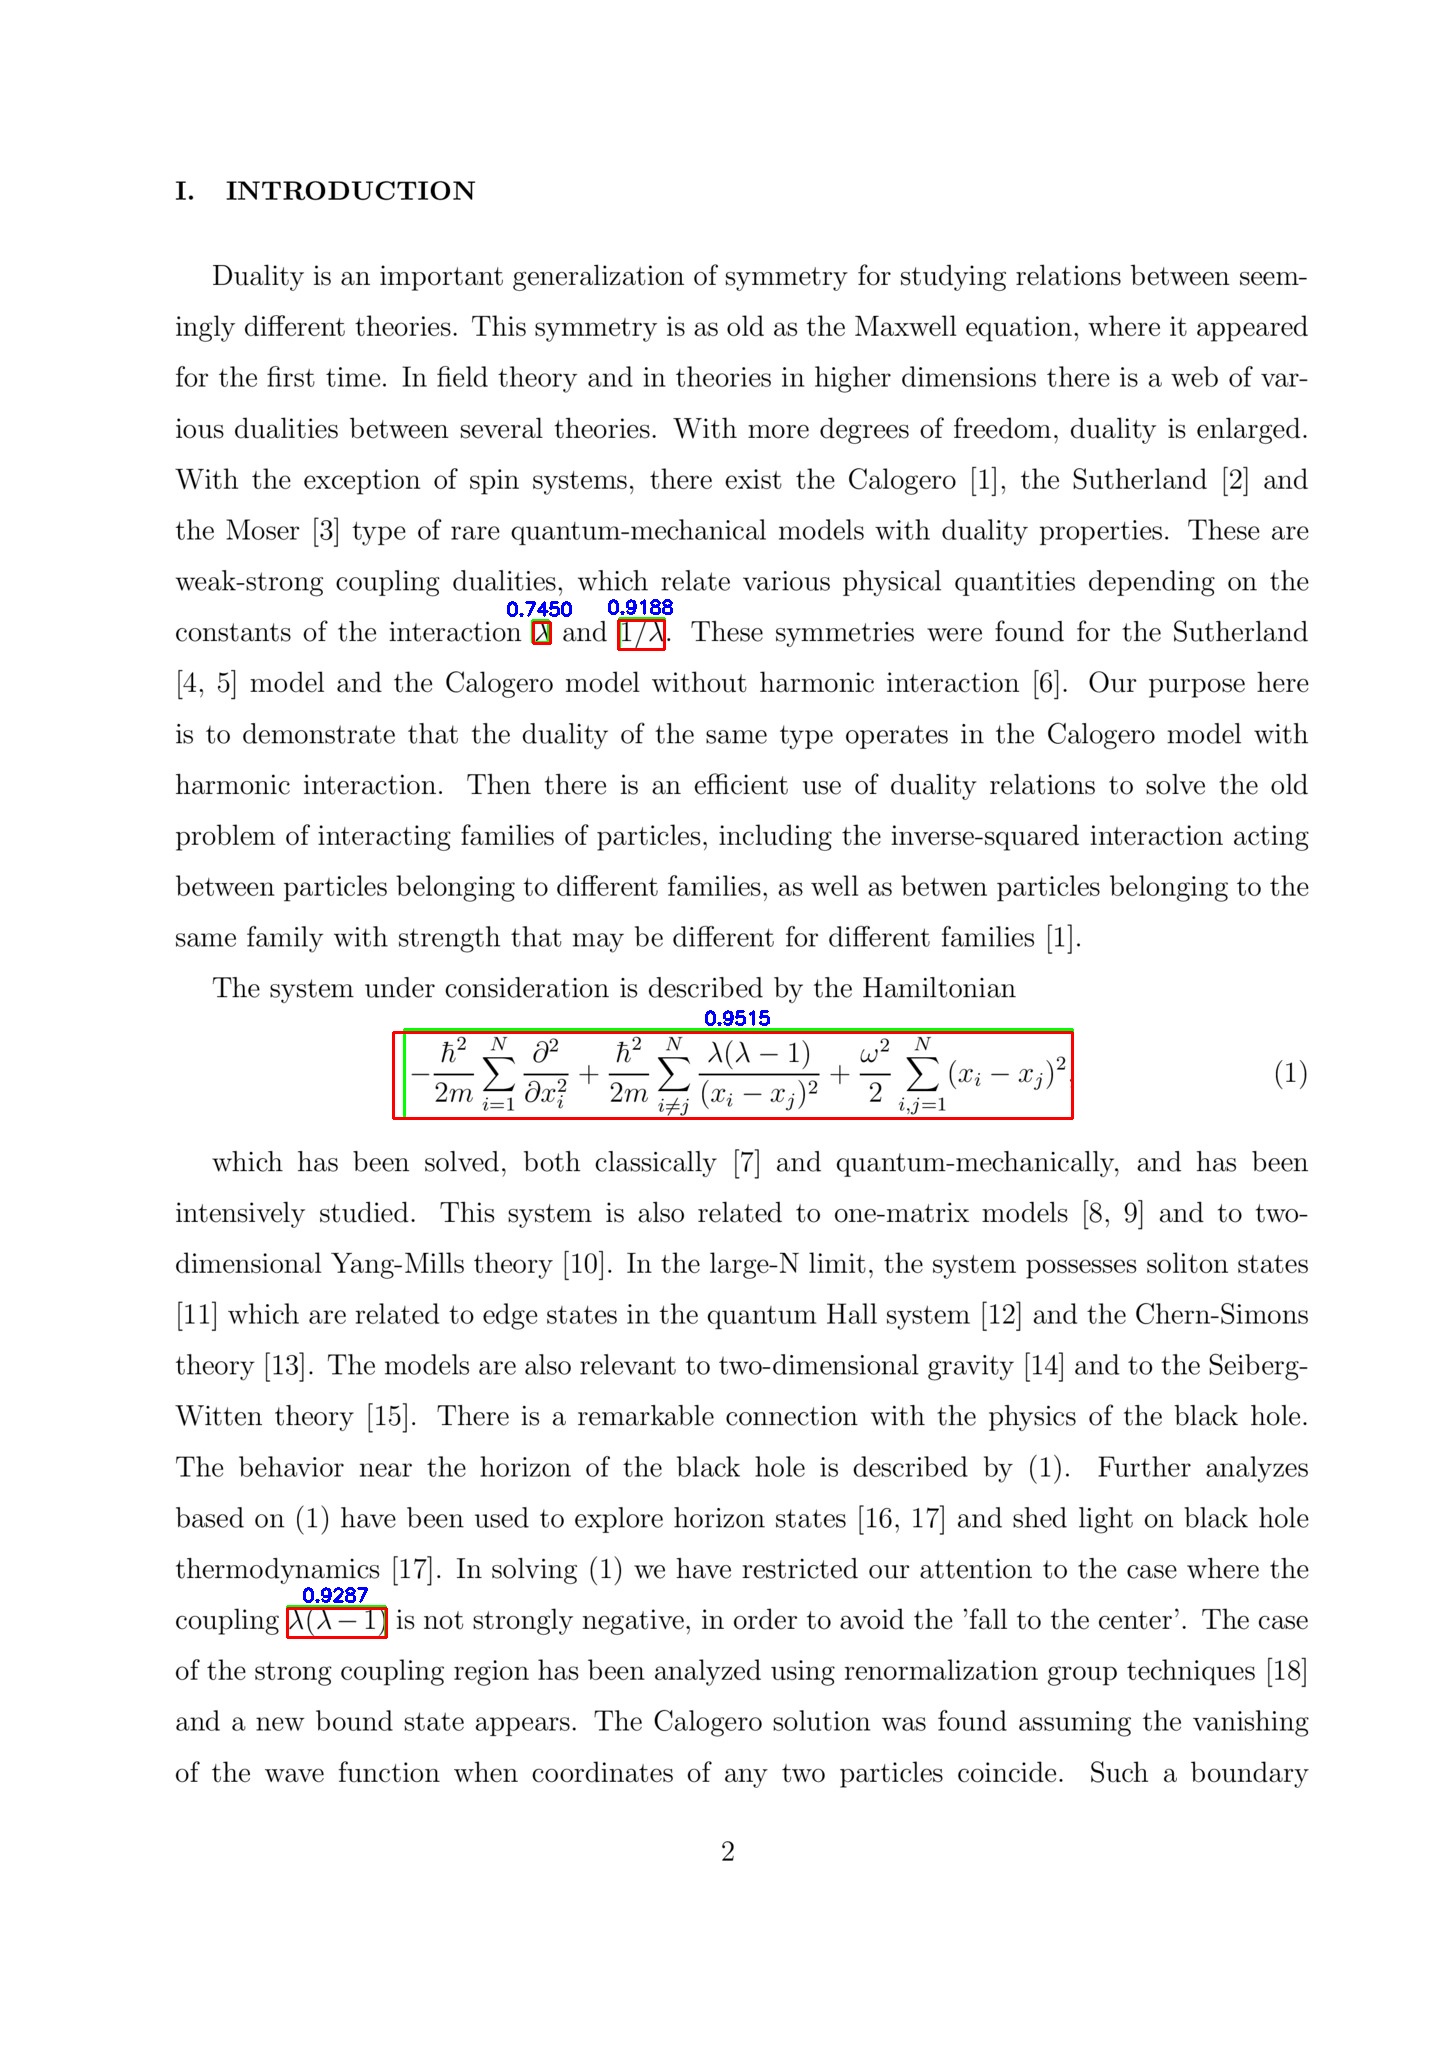 I. INTRODUCTION
Duality is an important generalization of symmetry for studying relations between seem-
ingly different theories. This symmetry is as old as the Maxwell equation, where it appeared
for the first time. In field theory and in theories in higher dimensions there is a web of var-
ious dualities between several theories. With more degrees of freedom, duality is enlarged.
With the exception of spin systems, there exist the Calogero [1], the Sutherland [2] and
the Moser [3] type of rare quantum-mechanical models with duality properties. These are
weak-strong coupling dualities, which relate various physical quantities depending on the
0.7450 0.9188
constants of the interaction λ and 1/λ. These symmetries were found for the Sutherland
[4, 5] model and the Calogero model without harmonic interaction [6]. Our purpose here
is to demonstrate that the duality of the same type operates in the Calogero model with
harmonic interaction. Then there is an efficient use of duality relations to solve the old
problem of interacting families of particles, including the inverse-squared interaction acting
between particles belonging to different families, as well as betwen particles belonging to the
same family with strength that may be different for different families [1].
The system under consideration is described by the Hamiltonian
0.9515
−\frac{ħ^2}{2m} \sum_{i=1}^{N} \frac{∂^2}{∂x_i^2} + \frac{ħ^2}{2m} \sum_{i≠j}^{N} \frac{λ(λ − 1)}{(x_i − x_j)^2} + \frac{ω^2}{2} \sum_{i,j=1}^{N} (x_i − x_j)^2. (1)
which has been solved, both classically [7] and quantum-mechanically, and has been
intensively studied. This system is also related to one-matrix models [8, 9] and to two-
dimensional Yang-Mills theory [10]. In the large-N limit, the system possesses soliton states
[11] which are related to edge states in the quantum Hall system [12] and the Chern-Simons
theory [13]. The models are also relevant to two-dimensional gravity [14] and to the Seiberg-
Witten theory [15]. There is a remarkable connection with the physics of the black hole.
The behavior near the horizon of the black hole is described by (1). Further analyzes
based on (1) have been used to explore horizon states [16, 17] and shed light on black hole
thermodynamics [17]. In solving (1) we have restricted our attention to the case where the
0.9287
coupling λ(λ − 1) is not strongly negative, in order to avoid the 'fall to the center'. The case
of the strong coupling region has been analyzed using renormalization group techniques [18]
and a new bound state appears. The Calogero solution was found assuming the vanishing
of the wave function when coordinates of any two particles coincide. Such a boundary
2